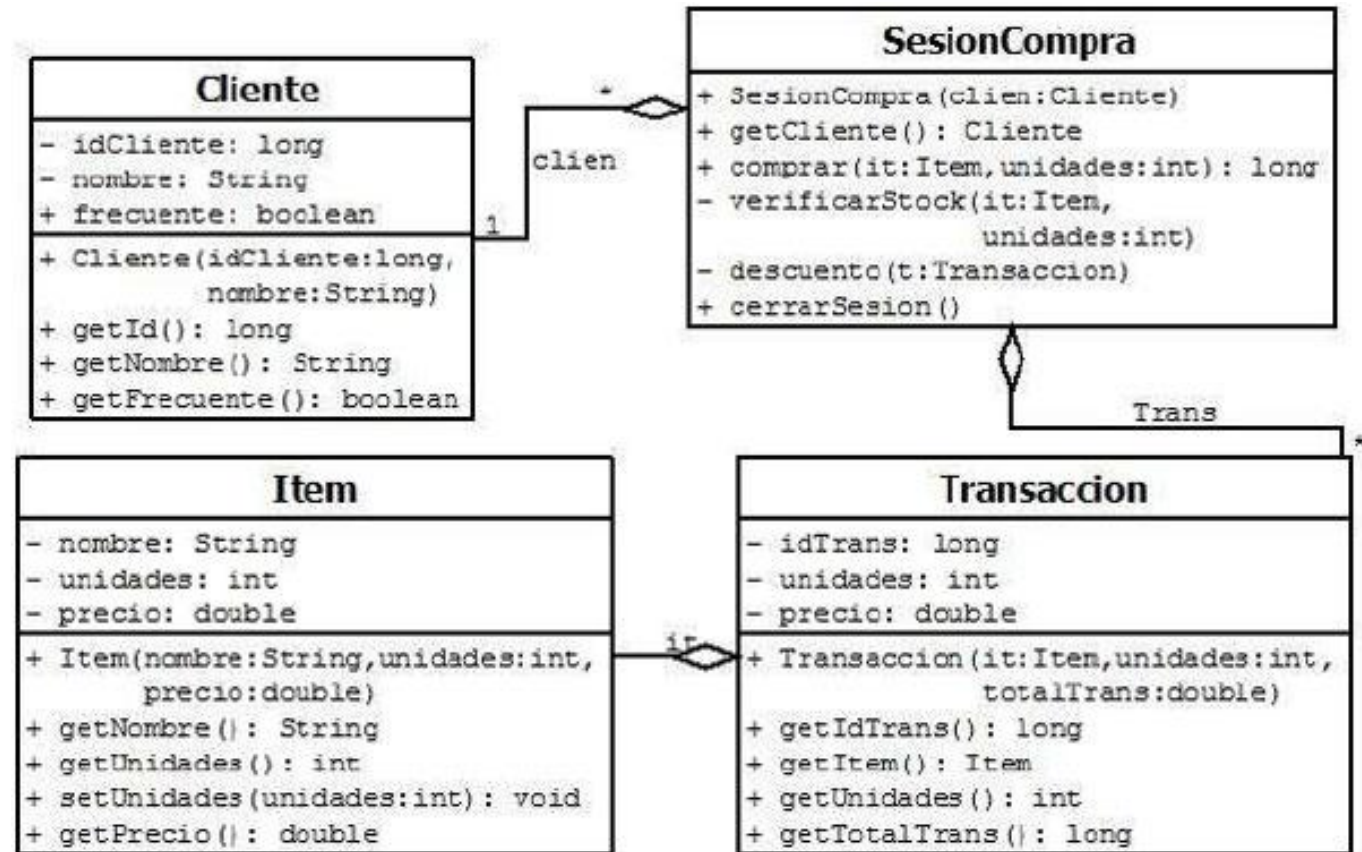 Cliente
- idCliente: long
- nombre: String
+ frecuente: boolean
+ Cliente(idCliente:long,
nombre:String)
+ getId(): long
+ getNombre(): String
+ getFrecuente(): boolean
1
clien
*
SesionCompra
+ SesionCompra(clien:Cliente)
+ getCliente(): Cliente
+ comprar(it:Item,unidades:int): long
- verificarStock(it:Item,
unidades:int)
- descuento(t:Transaccion)
+ cerrarSesion()
Trans
*
Item
- nombre: String
- unidades: int
- precio: double
+ Item(nombre:String,unidades:int,
precio:double)
+ getNombre(): String
+ getUnidades(): int
+ setUnidades(unidades:int): void
+ getPrecio(): double
it
Transaccion
- idTrans: long
- unidades: int
- precio: double
+ Transaccion(it:Item,unidades:int,
totalTrans:double)
+ getIdTrans(): long
+ getItem(): Item
+ getUnidades(): int
+ getTotalTrans(): long